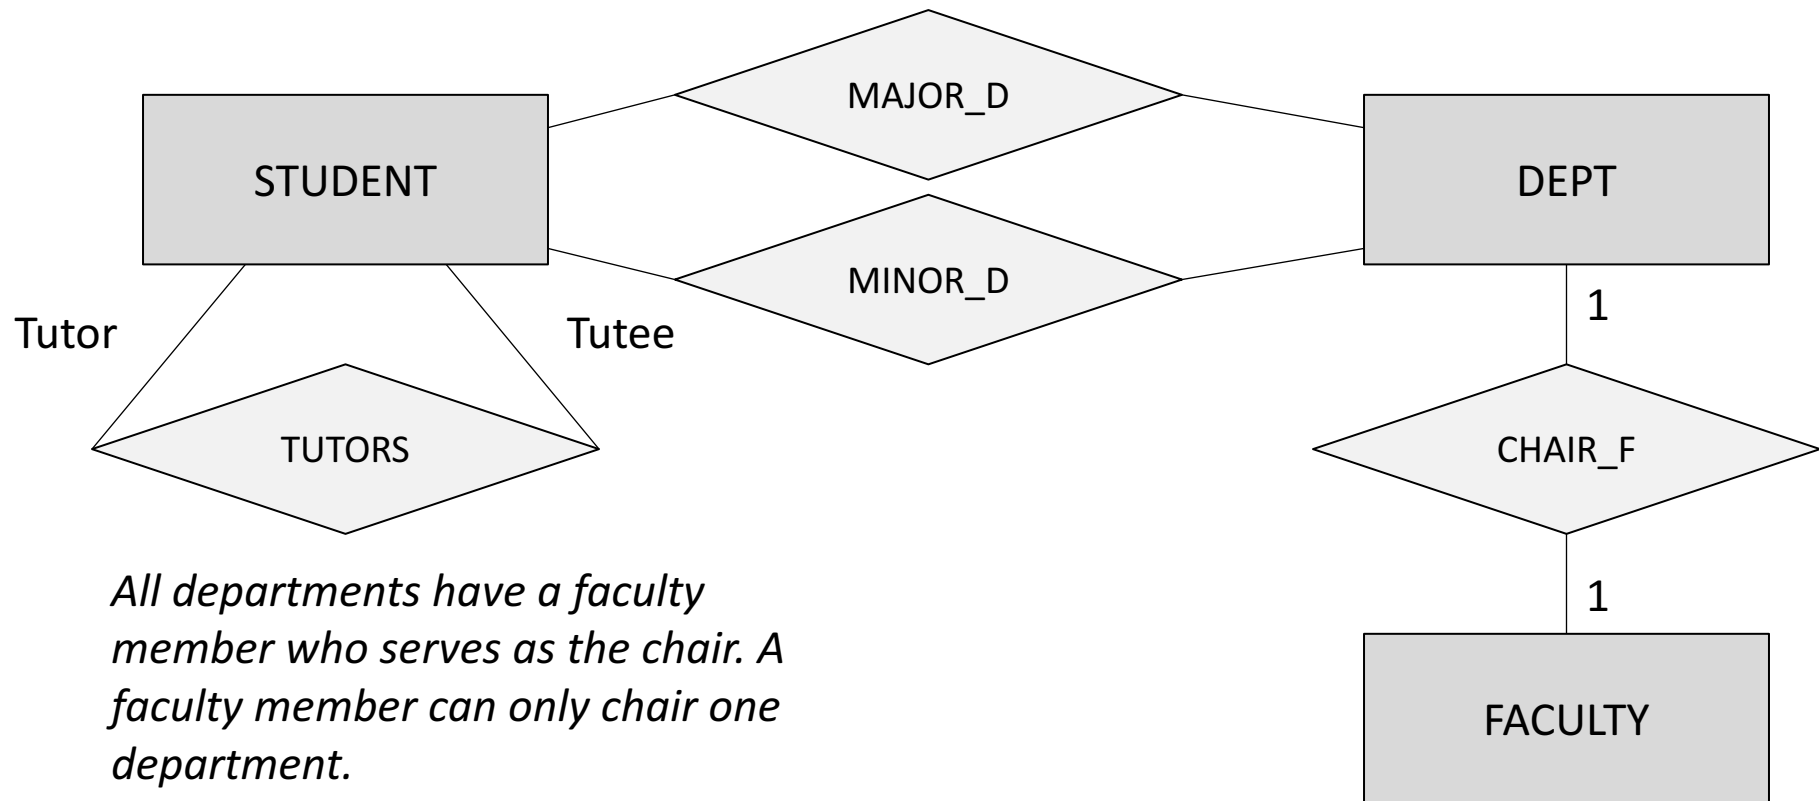 MAJOR_D
STUDENT
DEPT
MINOR_D
1
Tutor
Tutee
TUTORS
CHAIR_F
All departments have a faculty
member who serves as the chair. A
faculty member can only chair one
department.
1
FACULTY